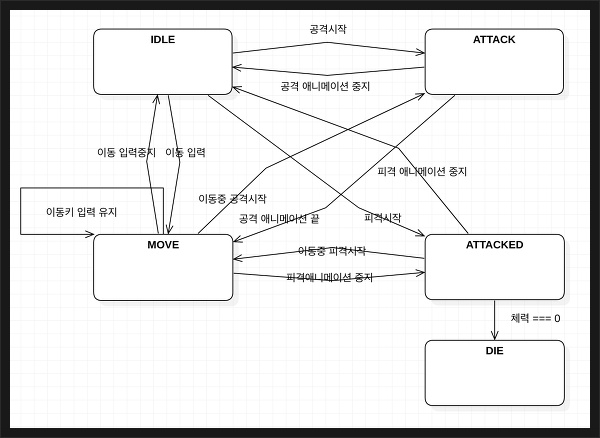 공격시작
IDLE
ATTACK
공격 애니메이션 중지
이동 입력중지
이동 입력
피격 애니메이션 중지
이동중 공격시작
이동키 입력 유지
공격 애니메이션 끝
피격시작
MOVE
ATTACKED
이동중 피격시작
피격애니메이션 중지
체력 === 0
DIE